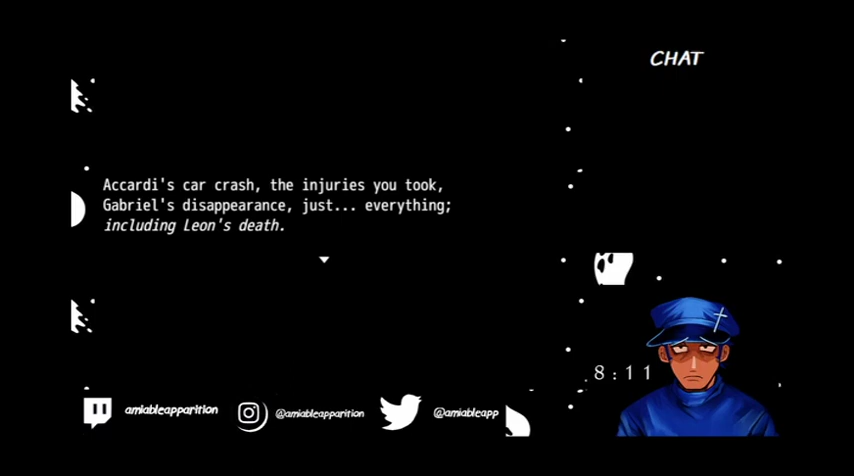 CHAT
Accardi's car crash, the injuries you took,
Gabriel's disappearance, just... everything;
including Leon's death.
.8:11
amiableapparition
@amiableapparition
@amiableapp